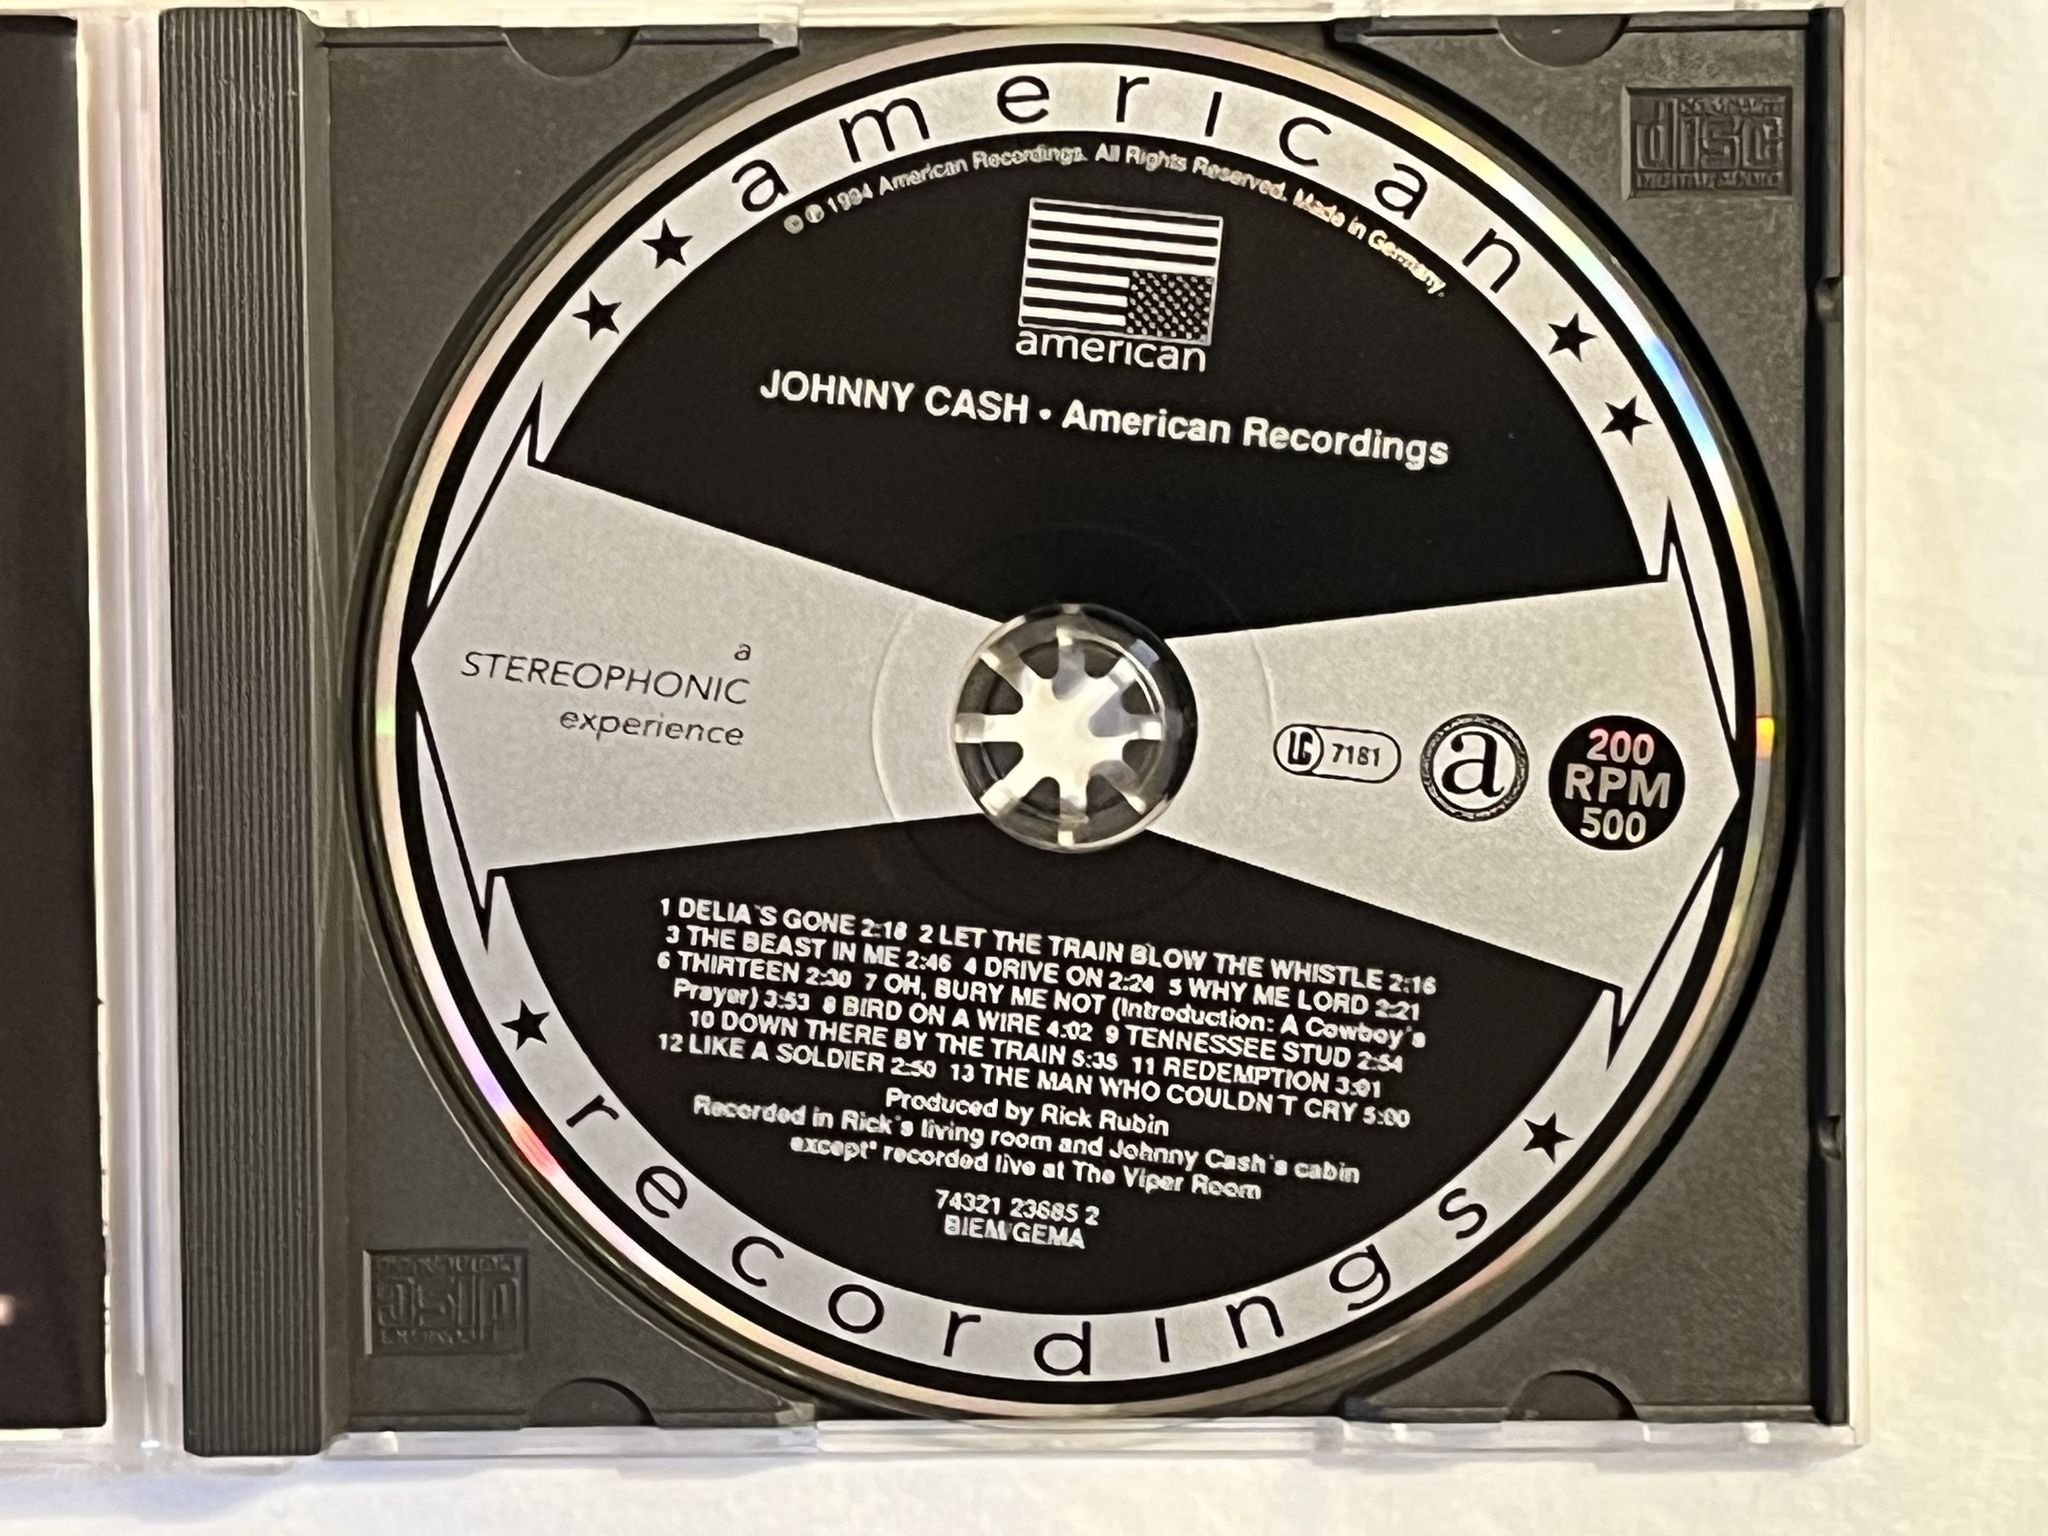 american
℗ © 1994 American Recordings. All Rights Reserved. Made in Germany.
american
JOHNNY CASH • American Recordings
a
STEREOPHONIC
experience
LC 7181
a
200
RPM
500
1 DELIA`S GONE 2:18 2 LET THE TRAIN BLOW THE WHISTLE 2:16
3 THE BEAST IN ME 2:46 4 DRIVE ON 2:24 5 WHY ME LORD 2:21
6 THIRTEEN 2:30 7 OH, BURY ME NOT (Introduction: A Cowboy`s
Prayer) 3:53 8 BIRD ON A WIRE 4:02 9 TENNESSEE STUD 2:54
10 DOWN THERE BY THE TRAIN 5:35 11 REDEMPTION 3:01
12 LIKE A SOLDIER 2:50 13 THE MAN WHO COULDN`T CRY 5:00
Produced by Rick Rubin
Recorded in Rick`s living room and Johnny Cash`s cabin
except* recorded live at The Viper Room
74321 23685 2
BIEM/GEMA
recordings
disc
disc